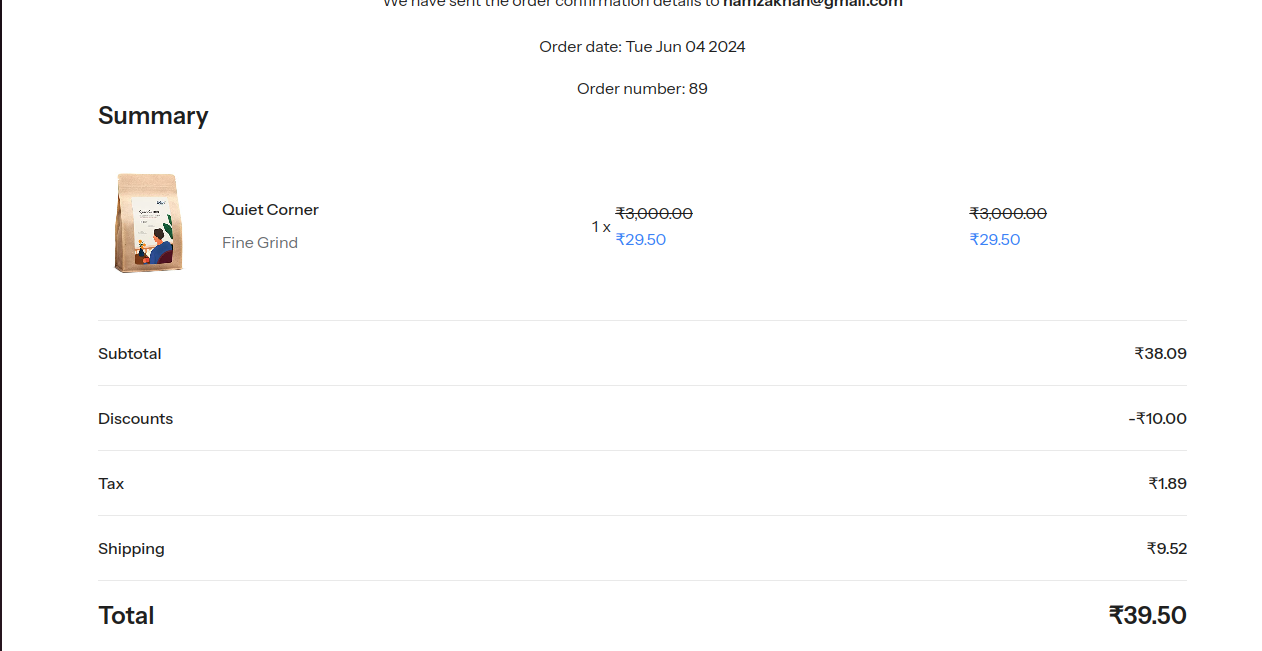 We have sent the order confirmation details to hamzakhan@gmail.com
Order date: Tue Jun 04 2024
Order number: 89
Summary
Quiet Corner
Fine Grind
1 x
₹3,000.00
₹29.50
₹3,000.00
₹29.50
Subtotal ₹38.09
Discounts -₹10.00
Tax ₹1.89
Shipping ₹9.52
Total ₹39.50